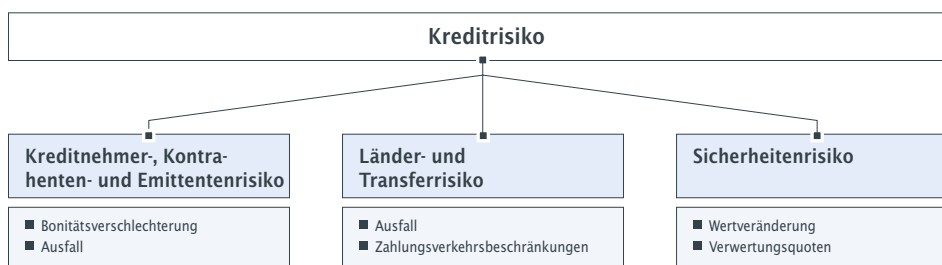 Kreditrisiko
Kreditnehmer-, Kontra-
henten- und Emittentenrisiko
Bonitätsverschlechterung
Ausfall
Länder- und
Transferrisiko
Ausfall
Zahlungsverkehrsbeschränkungen
Sicherheitenrisiko
Wertveränderung
Verwertungsquoten